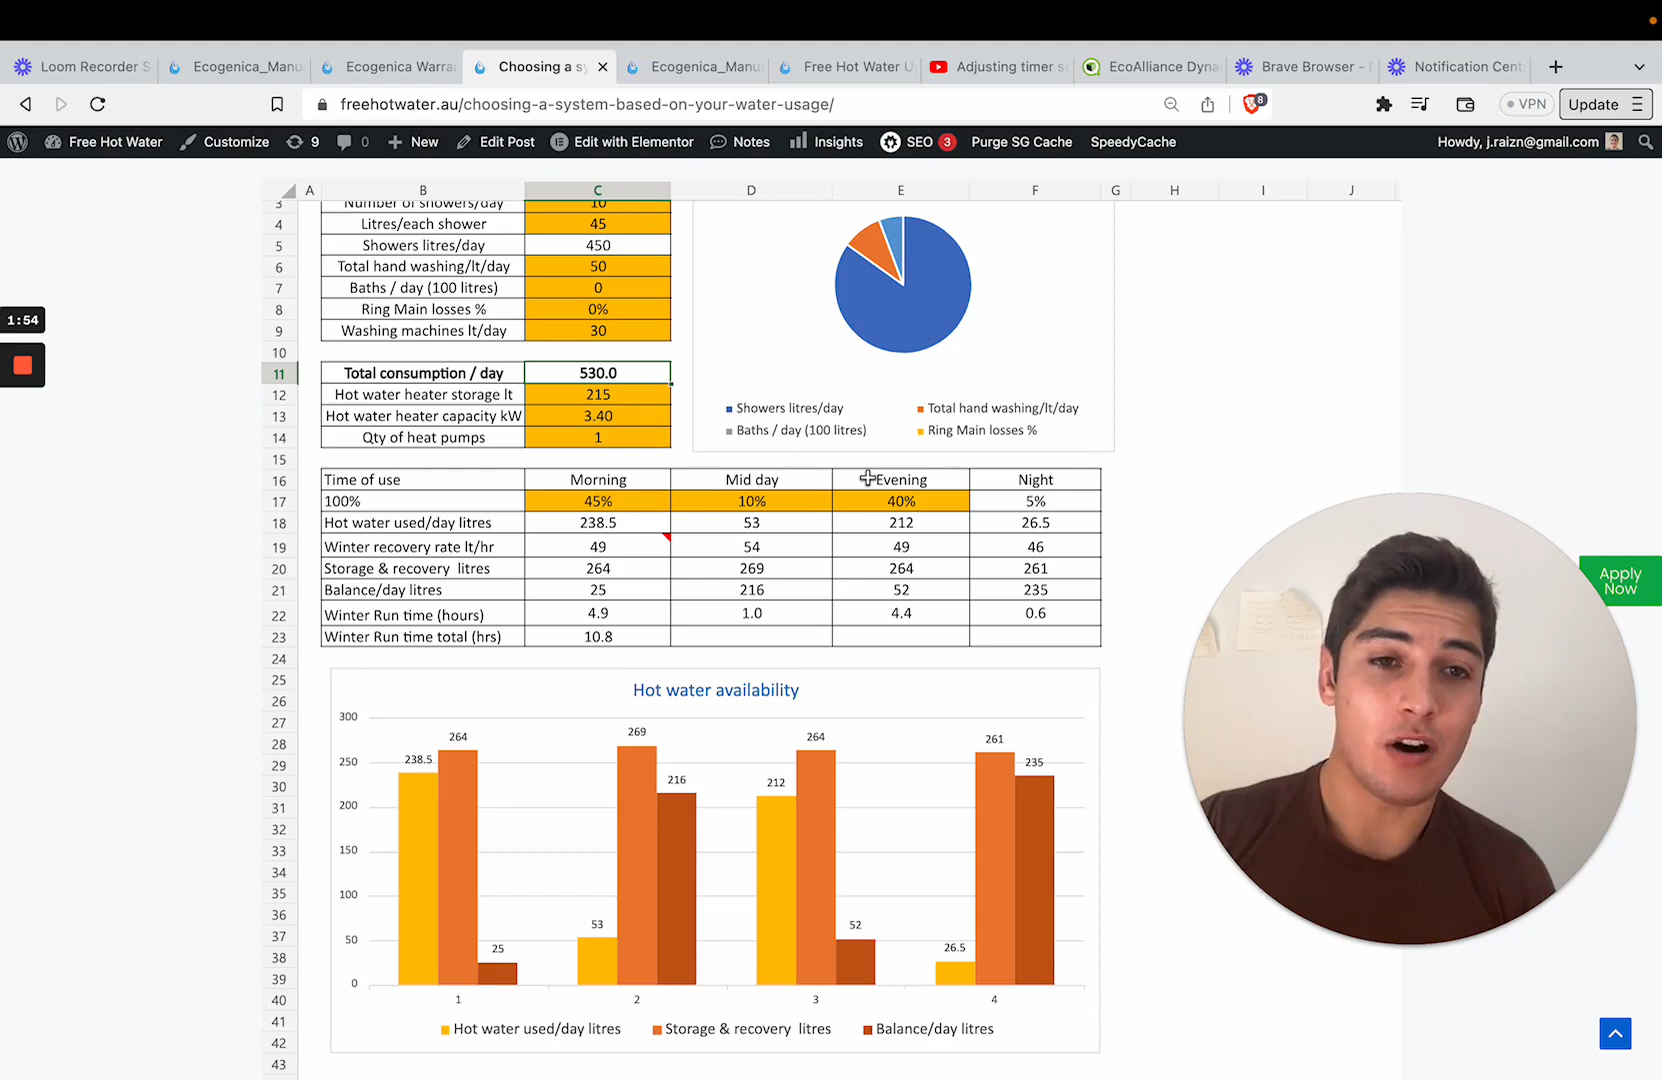 Loom Recorder S
Ecogenica_Manu
Ecogenica Warran
Choosing a sy
Ecogenica_Manu
Free Hot Water U
Adjusting timer s
EcoAlliance Dyna
Brave Browser - E
Notification Cent
freehotwater.au/choosing-a-system-based-on-your-water-usage/
8
VPN
Update
Free Hot Water
Customize
9
0
New
Edit Post
Edit with Elementor
Notes
Insights
SEO 3
Purge SG Cache
SpeedyCache
Howdy, j.raizn@gmail.com
A B C D E F G H I J
3 Number of showers/day 10
4 Litres/each shower 45
5 Showers litres/day 450
6 Total hand washing/lt/day 50
7 Baths / day (100 litres) 0
8 Ring Main losses % 0%
9 Washing machines lt/day 30
10
11 Total consumption / day 530.0
12 Hot water heater storage lt 215
13 Hot water heater capacity kW 3.40
14 Qty of heat pumps 1
Showers litres/day
Total hand washing/lt/day
Baths / day (100 litres)
Ring Main losses %
15
16 Time of use Morning Mid day Evening Night
17 100% 45% 10% 40% 5%
18 Hot water used/day litres 238.5 53 212 26.5
19 Winter recovery rate lt/hr 49 54 49 46
20 Storage & recovery litres 264 269 264 261
21 Balance/day litres 25 216 52 235
22 Winter Run time (hours) 4.9 1.0 4.4 0.6
23 Winter Run time total (hrs) 10.8
24
25
26
27
28
29
30
31
32
33
34
35
36
37
38
39
40
41
42
43
Hot water availability
300
250
200
150
100
50
0
238.5 264 25
53 269 216
212 264 52
26.5 261 235
1 2 3 4
Hot water used/day litres
Storage & recovery litres
Balance/day litres
1:54
Apply
Now